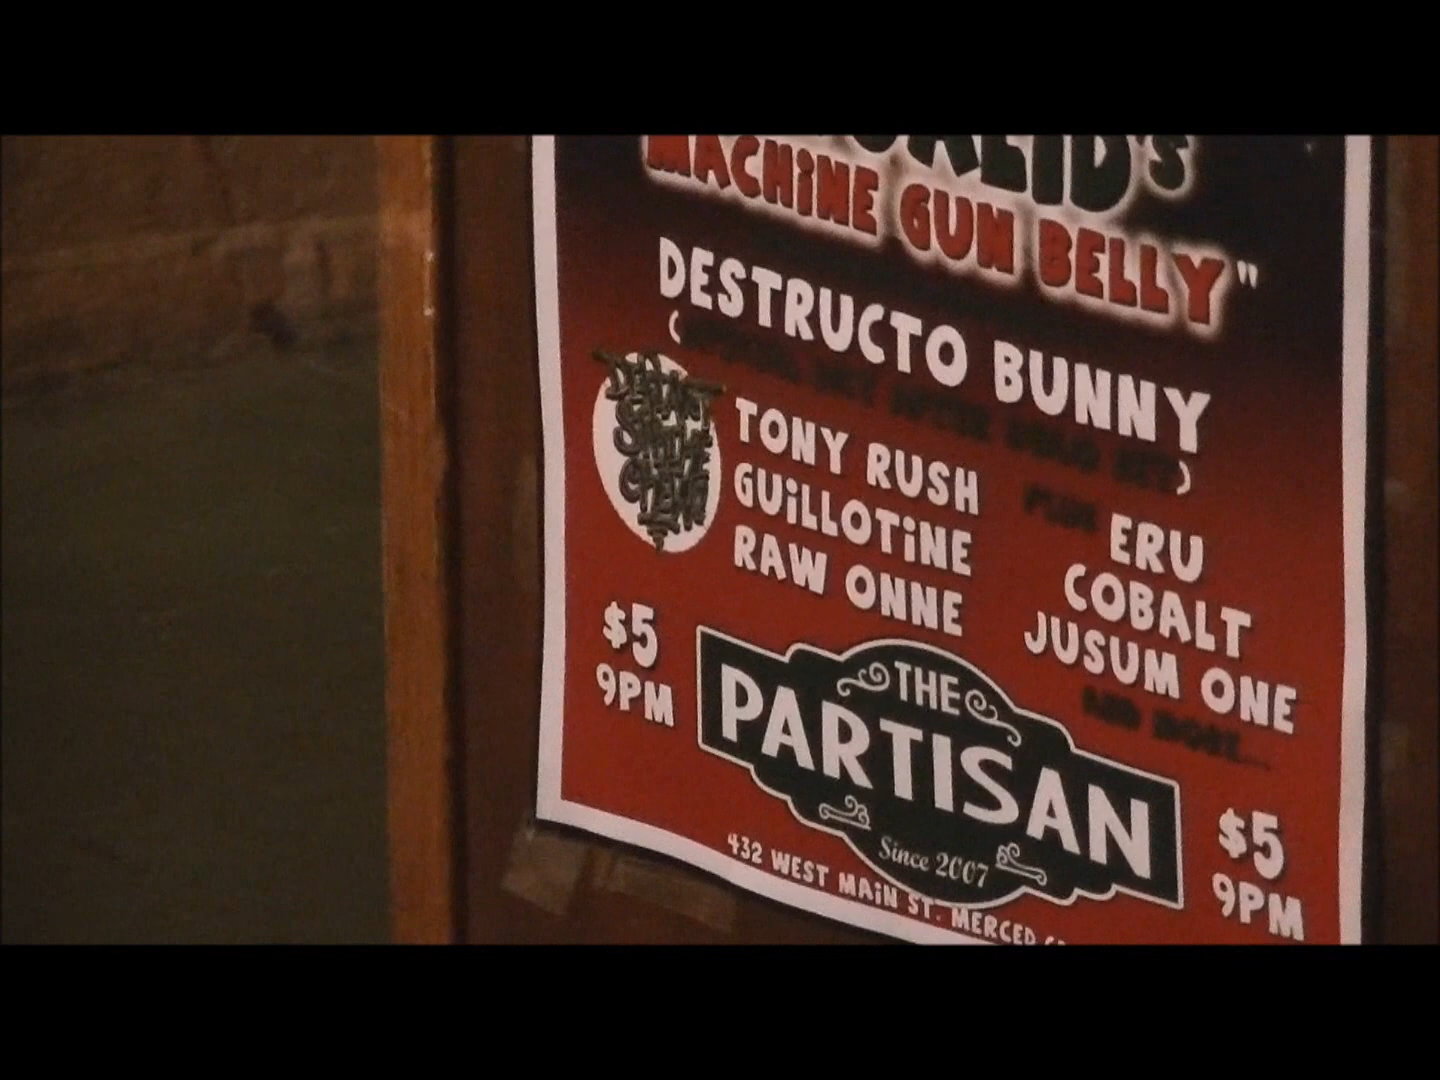 MACHiNE GUN BELLY"
DESTRUCTO BUNNY
TONY RUSH
GUiLLOTiNE
RAW ONNE
ERU
COBALT
JUSUM ONE
$5
9PM
THE
PARTISAN
Since 2007
$5
9PM
432 WEST MAiN ST. MERCED